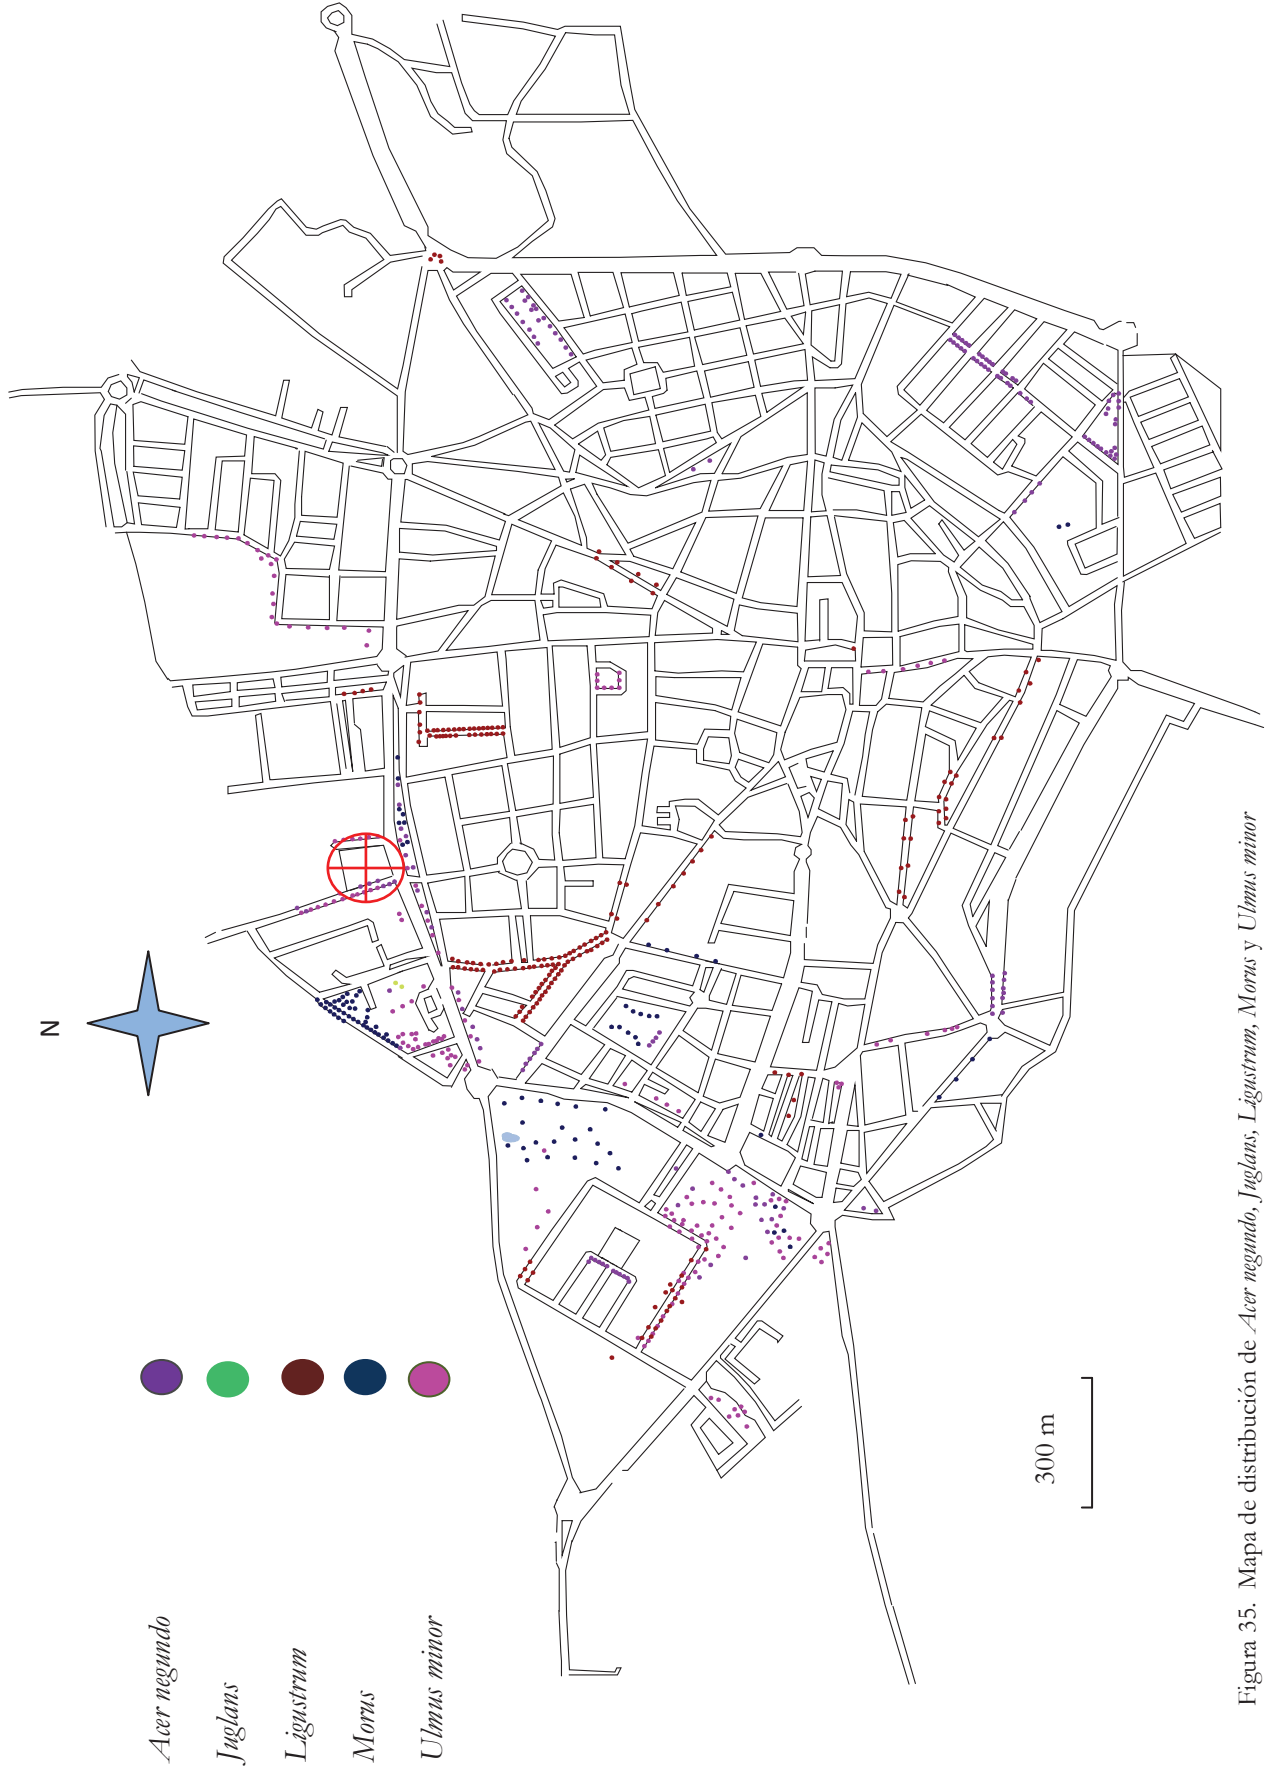 N
Acer negundo
Juglans
Ligustrum
Morus
Ulmus minor
300 m
Figura 35. Mapa de distribución de Acer negundo, Juglans, Ligustrum, Morus y Ulmus minor